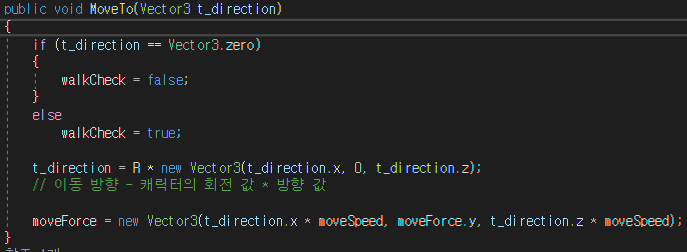 public void MoveTo(Vector3 t_direction)
{
if (t_direction == Vector3.zero)
{
walkCheck = false;
}
else
walkCheck = true;
t_direction = R * new Vector3(t_direction.x, 0, t_direction.z);
// 이동 방향 - 캐릭터의 회전 값 * 방향 값
moveForce = new Vector3(t_direction.x * moveSpeed, moveForce.y, t_direction.z * moveSpeed);
}